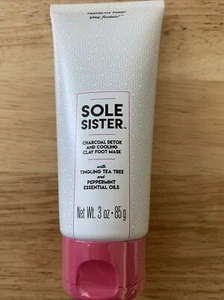 SOLE
SISTER™
CHARCOAL DETOX
AND COOLING
CLAY FOOT MASK
with
TINGLING TEA TREE
and
PEPPERMINT
ESSENTIAL OILS
Net Wt. 3 oz - 85 g